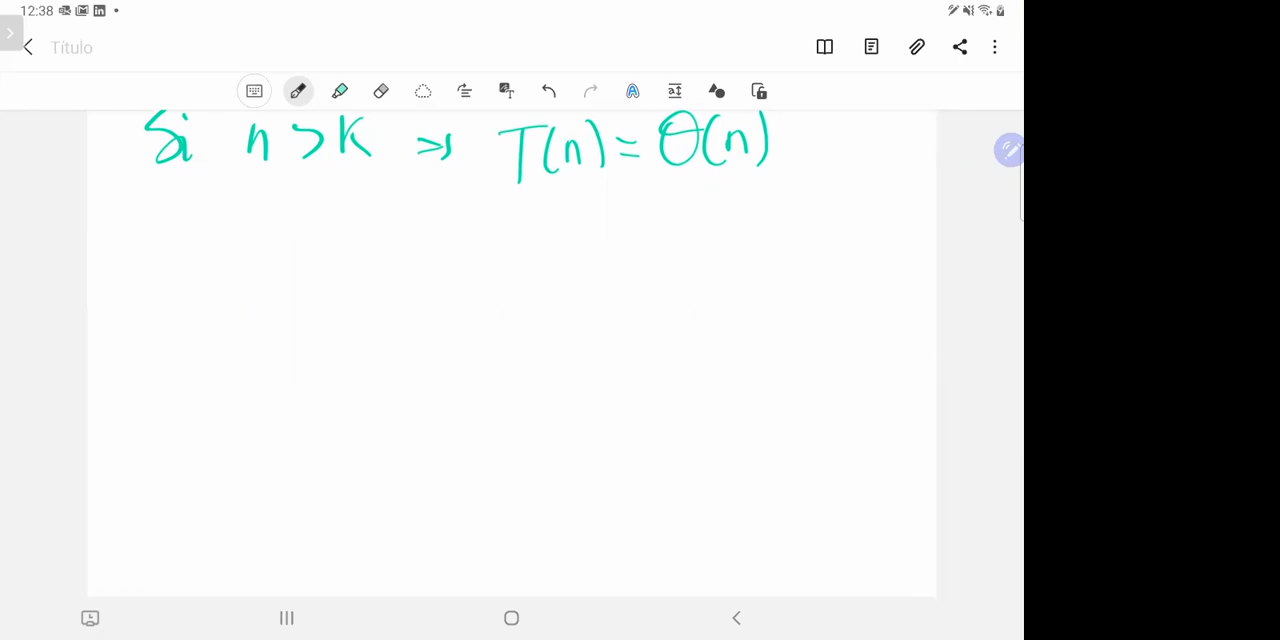 12:38
Título
Si n > k ⇒ T(n) = Θ(n)